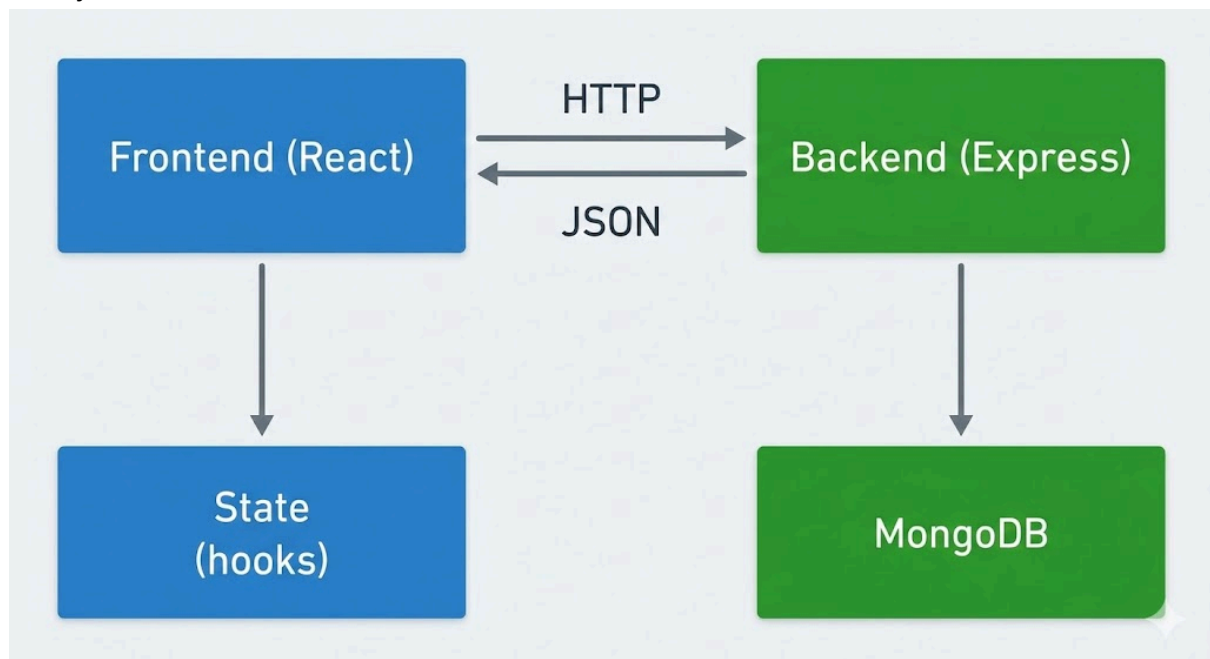 HTTP
Frontend (React)
Backend (Express)
JSON
State
(hooks)
MongoDB